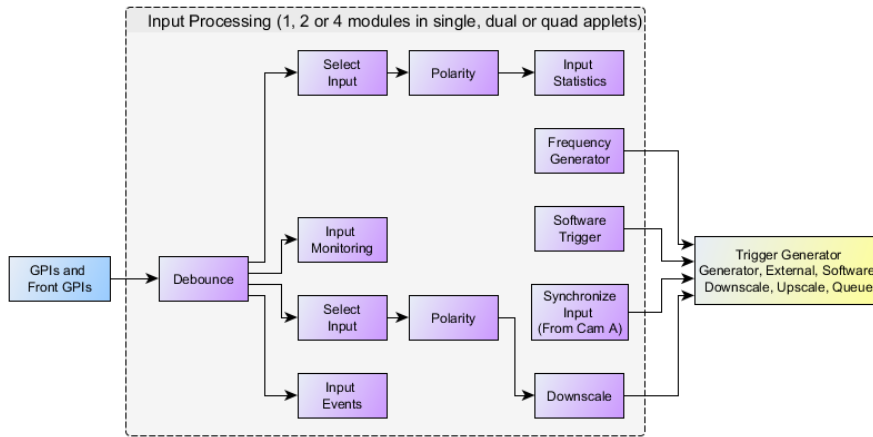 Input Processing (1, 2 or 4 modules in single, dual or quad applets)
Select
Input
Polarity
Input
Statistics
Frequency
Generator
Input
Monitoring
Software
Trigger
GPIs and
Front GPIs
Debounce
Trigger Generator
Generator, External, Software
Downscale, Upscale, Queue
Select
Input
Polarity
Synchronize
Input
(From Cam A)
Input
Events
Downscale